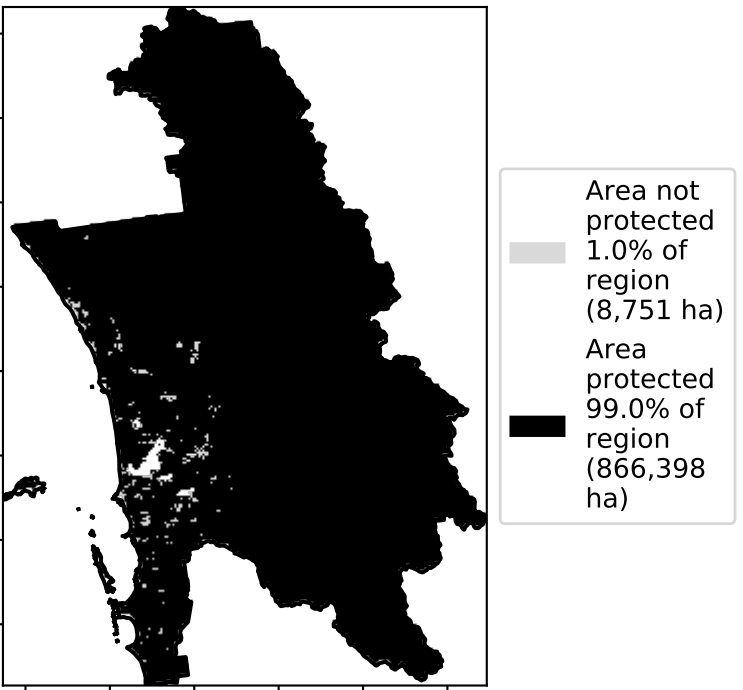 Area not
protected
1.0% of
region
(8,751 ha)
Area
protected
99.0% of
region
(866,398
ha)